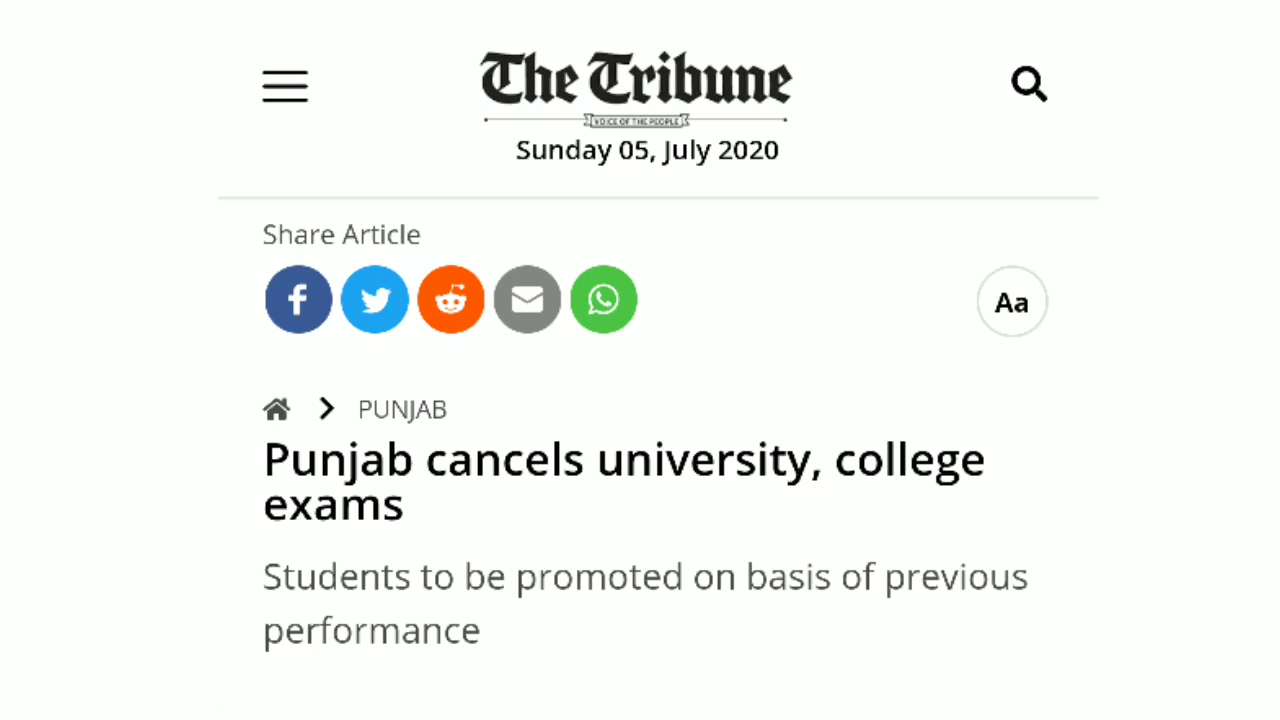 The Tribune
VOICE OF THE PEOPLE
Sunday 05, July 2020
Share Article
Aa
PUNJAB
Punjab cancels university, college
exams
Students to be promoted on basis of previous
performance